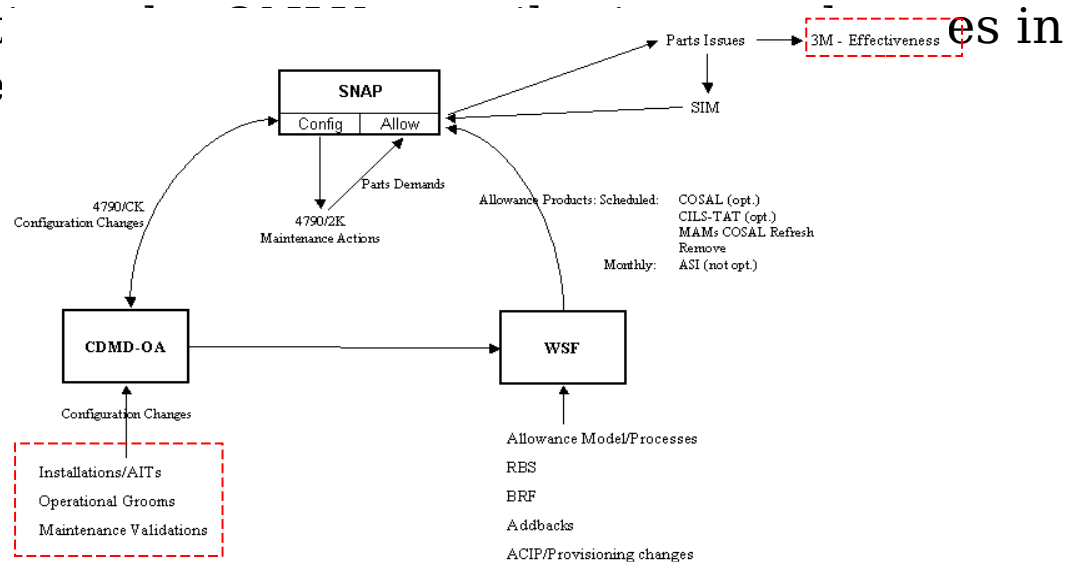 es in
Parts Issues
3M - Effectiveness
SNAP
Config
Allow
SIM
Parts Demands
4790/CK
Configuration Changes
4790/2K
Maintenance Actions
Allowance Products: Scheduled: COSAL (opt.)
CILS-TAT (opt.)
MAMs COSAL Refresh
Remove
Monthly: ASI (not opt.)
CDMD-OA
WSF
Configuration Changes
Installations/AITs
Operational Grooms
Maintenance Validations
Allowance Model/Processes
RBS
BRF
Addbacks
ACIP/Provisioning changes